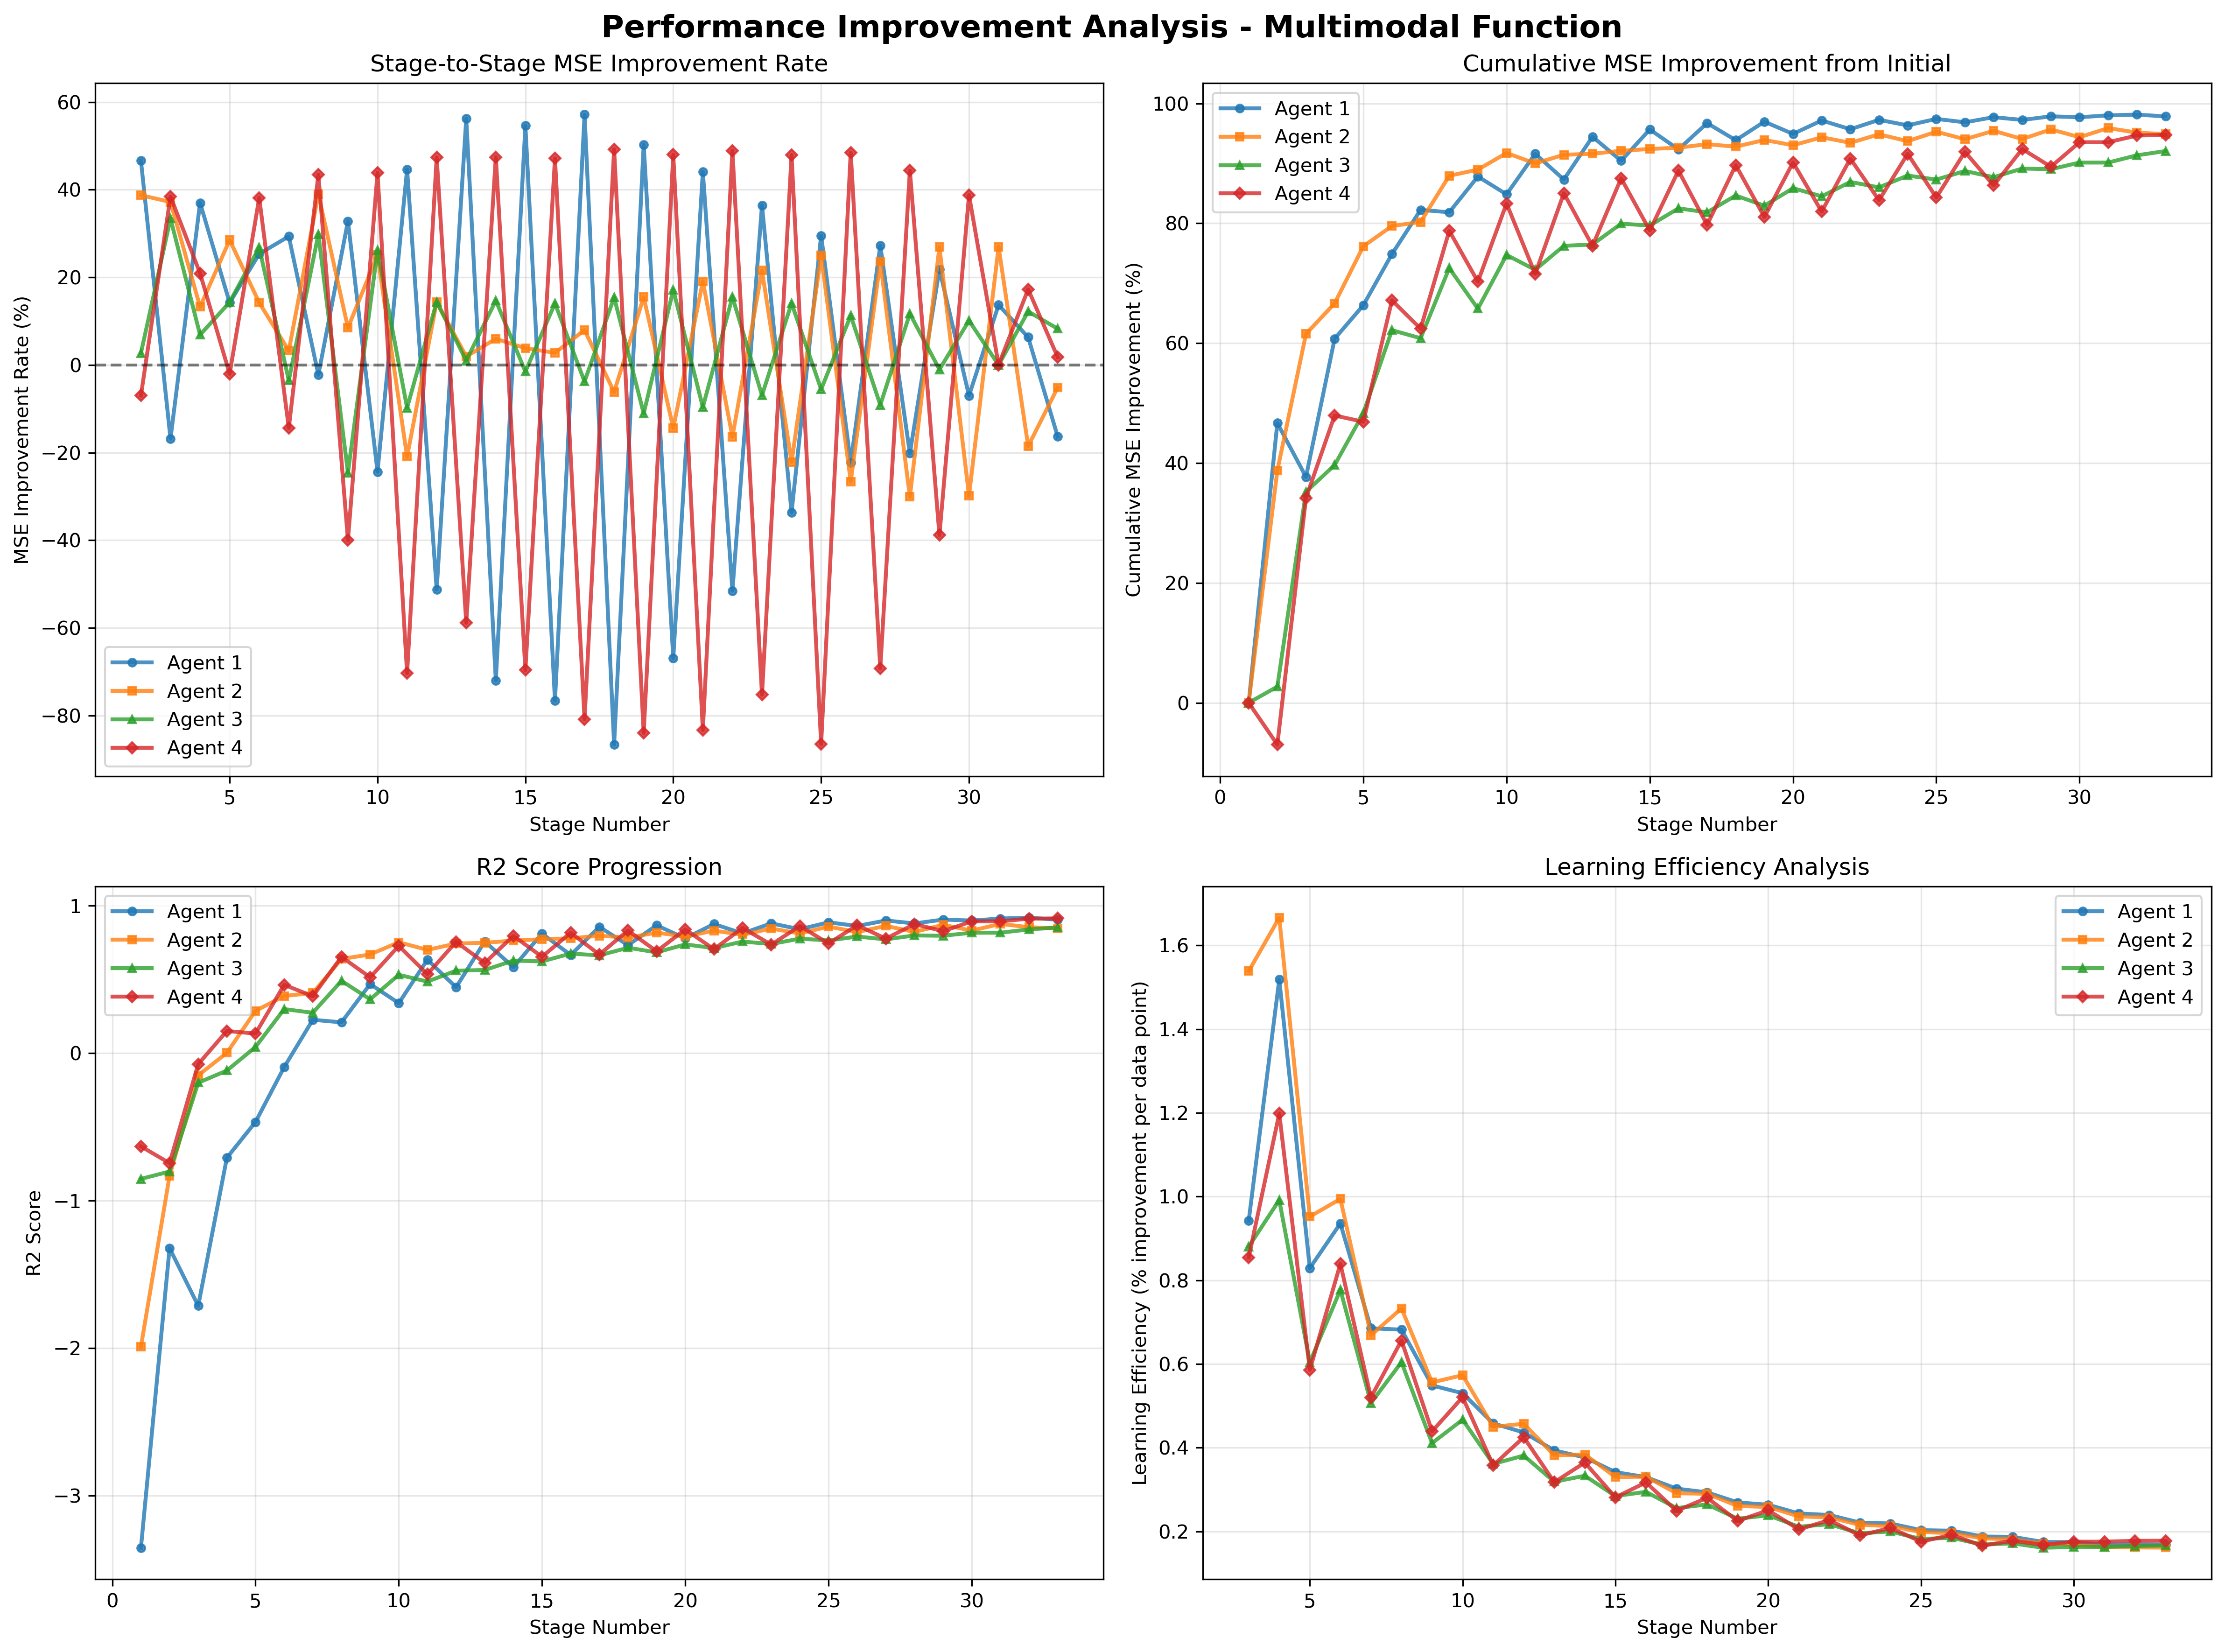 Performance Improvement Analysis - Multimodal Function
Stage-to-Stage MSE Improvement Rate
60
40
20
0
−20
−40
−60
−80
MSE Improvement Rate (%)
Agent 1
Agent 2
Agent 3
Agent 4
5
10
15
20
25
30
Stage Number
Cumulative MSE Improvement from Initial
100
80
60
40
20
0
Cumulative MSE Improvement (%)
Agent 1
Agent 2
Agent 3
Agent 4
0
5
10
15
20
25
30
Stage Number
R2 Score Progression
1
0
−1
−2
−3
R2 Score
Agent 1
Agent 2
Agent 3
Agent 4
0
5
10
15
20
25
30
Stage Number
Learning Efficiency Analysis
1.6
1.4
1.2
1.0
0.8
0.6
0.4
0.2
Learning Efficiency (% improvement per data point)
Agent 1
Agent 2
Agent 3
Agent 4
5
10
15
20
25
30
Stage Number